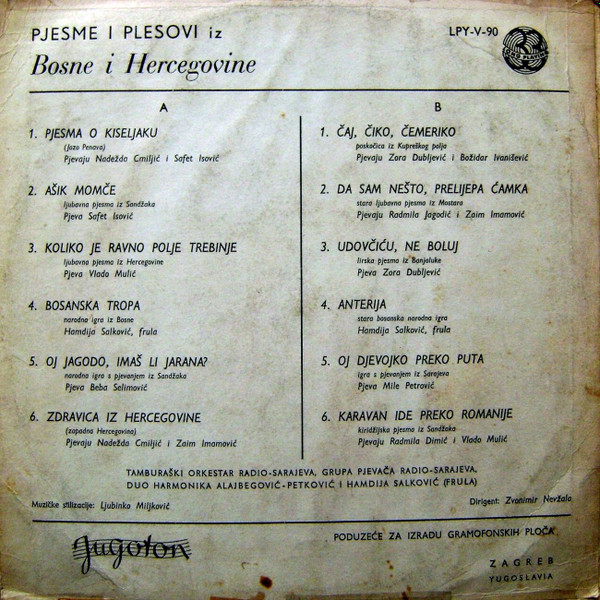 PJESME I PLESOVI iz
LPY-V-90
Bosne i Hercegovine
A
1. PJESMA O KISELJAKU
(Jozo Penava)
Pjevaju Nadežda Cmiljić i Safet Isović
2. AŠIK MOMČE
ljubavna pjesma iz Sandžaka
Pjeva Safet Isović
3. KOLIKO JE RAVNO POLJE TREBINJE
ljubavna pjesma iz Hercegovine
Pjeva Vlado Mulić
4. BOSANSKA TROPA
narodna igra iz Bosne
Hamdija Salković, frula
5. OJ JAGODO, IMAŠ LI JARANA?
narodna igra s pjevanjem iz Sandžaka
Pjeva Beba Selimović
6. ZDRAVICA IZ HERCEGOVINE
(zapadna Hercegovina)
Pjevaju Nadežda Cmiljić i Zaim Imamović
B
1. ČAJ, ČIKO, ČEMERIKO
poskočica iz Kupreškog polja
Pjevaju Zora Dubljević i Božidar Ivanišević
2. DA SAM NEŠTO, PRELIJEPA ĆAMKA
stara ljubavna pjesma iz Mostara
Pjevaju Radmila Jagodić i Zaim Imamović
3. UDOVČIĆU, NE BOLUJ
lirska pjesma iz Banjaluke
Pjeva Zora Dubljević
4. ANTERIJA
stara bosanska narodna igra
Hamdija Salković, frula
5. OJ DJEVOJKO PREKO PUTA
igra s pjevanjem iz Sarajeva
Pjeva Mile Petrović
6. KARAVAN IDE PREKO ROMANIJE
kiridžijska pjesma iz Sandžaka
Pjevaju Radmila Dimić i Vlado Mulić
TAMBURAŠKI ORKESTAR RADIO-SARAJEVA, GRUPA PJEVAČA RADIO-SARAJEVA,
DUO HARMONIKA ALAJBEGOVIĆ-PETKOVIĆ I HAMDIJA SALKOVIĆ (FRULA)
Muzičke stilizacije: Ljubinko Miljković
Dirigent: Zvonimir Nevžala
Jugoton
PODUZEĆE ZA IZRADU GRAMOFONSKIH PLOČA
ZAGREB
YUGOSLAVIA